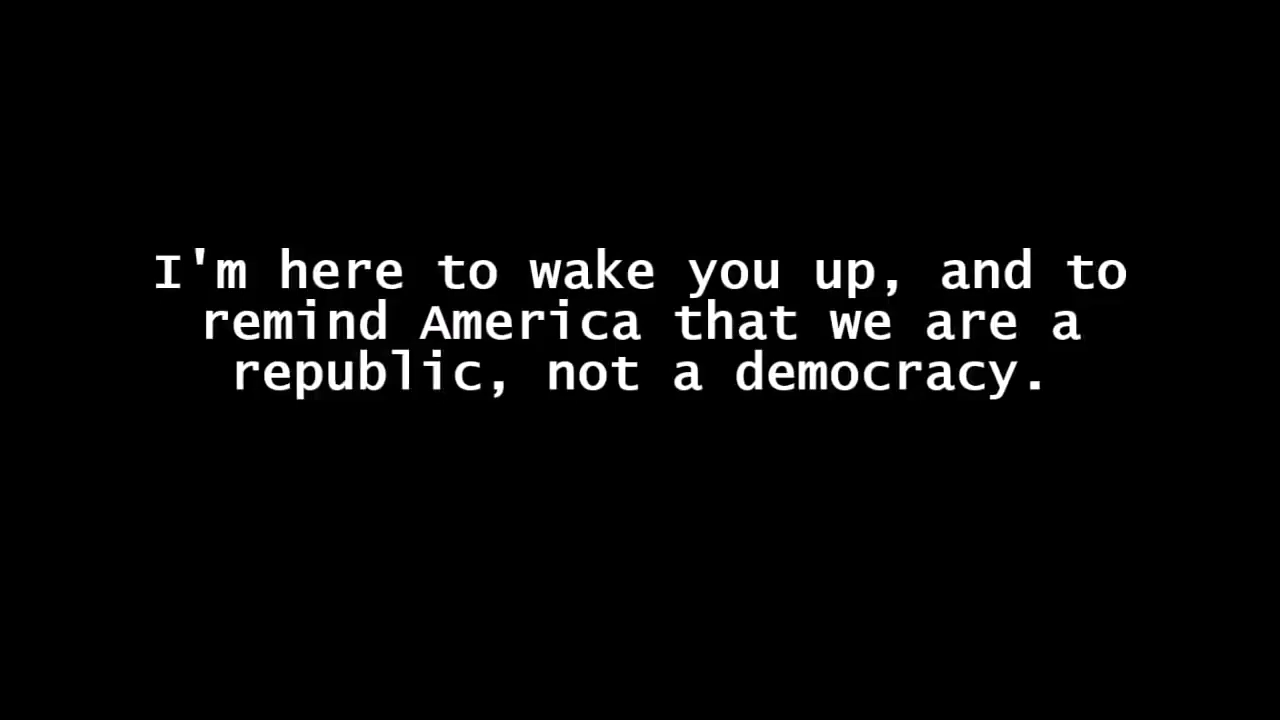 I'm here to wake you up, and to
remind America that we are a
republic, not a democracy.